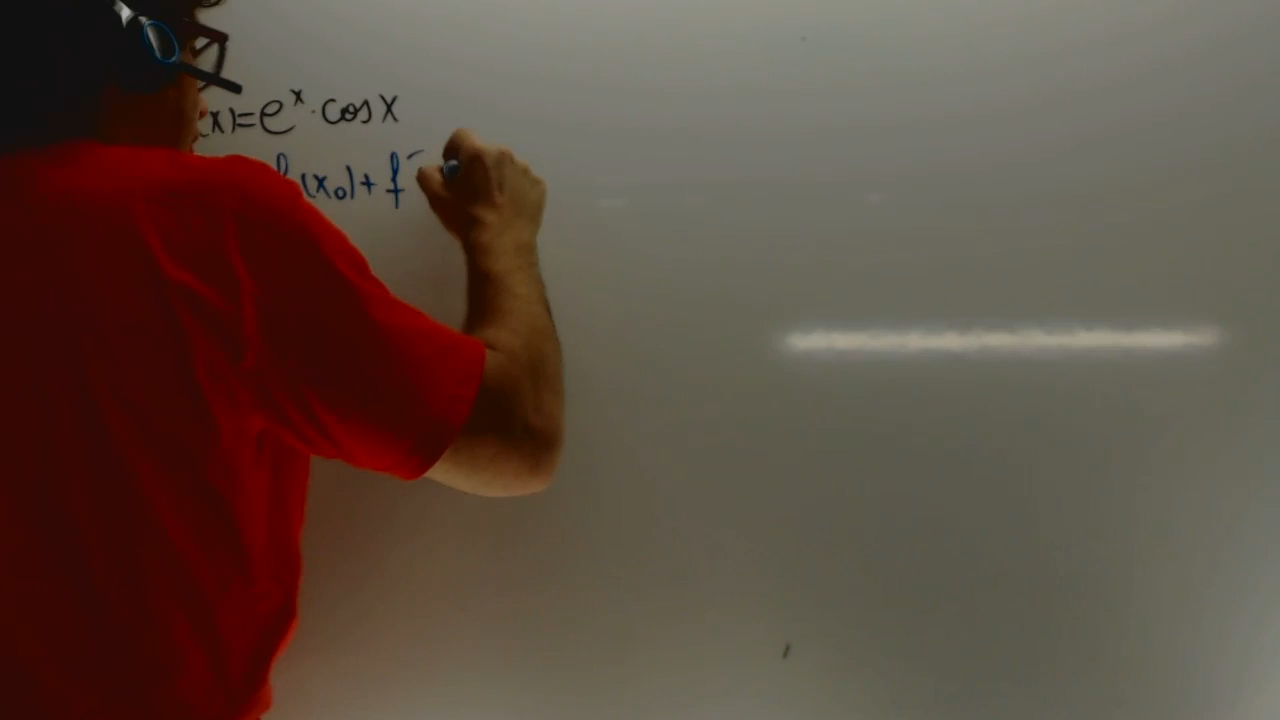 (x)=e^x · cos x
f(x₀)+f'